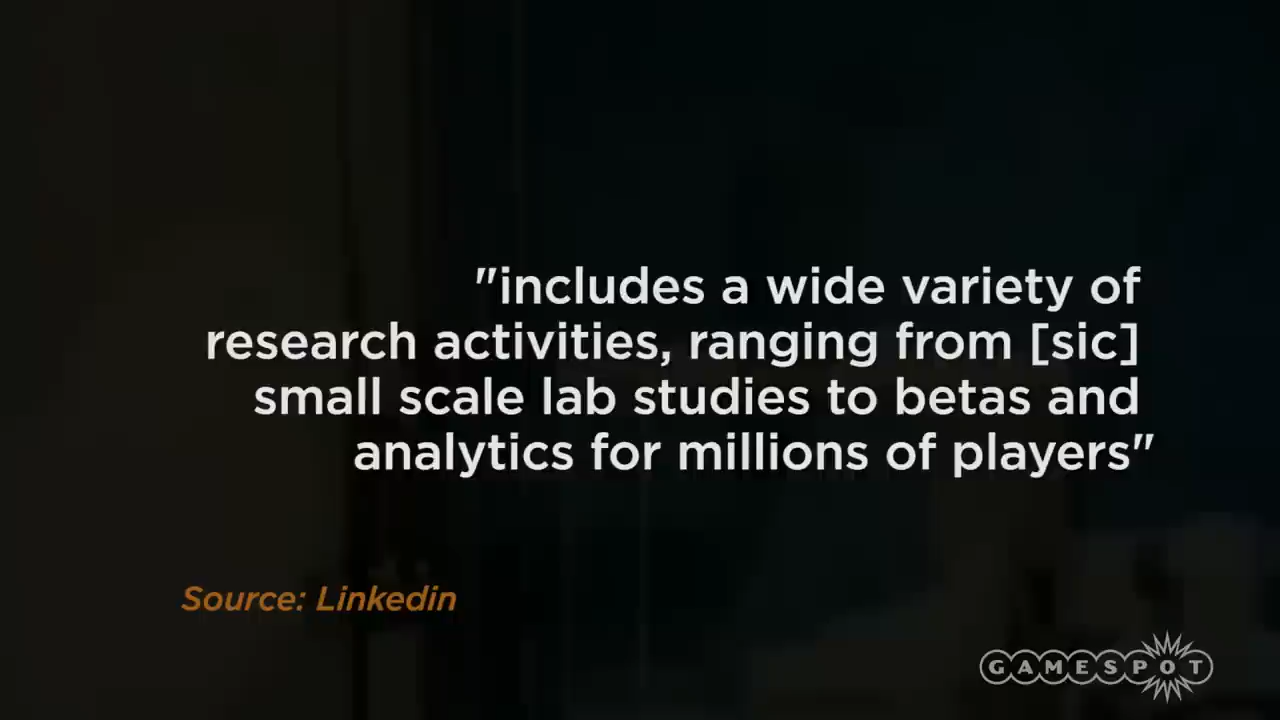 "includes a wide variety of
research activities, ranging from [sic]
small scale lab studies to betas and
analytics for millions of players"
Source: Linkedin
GAMESPOT